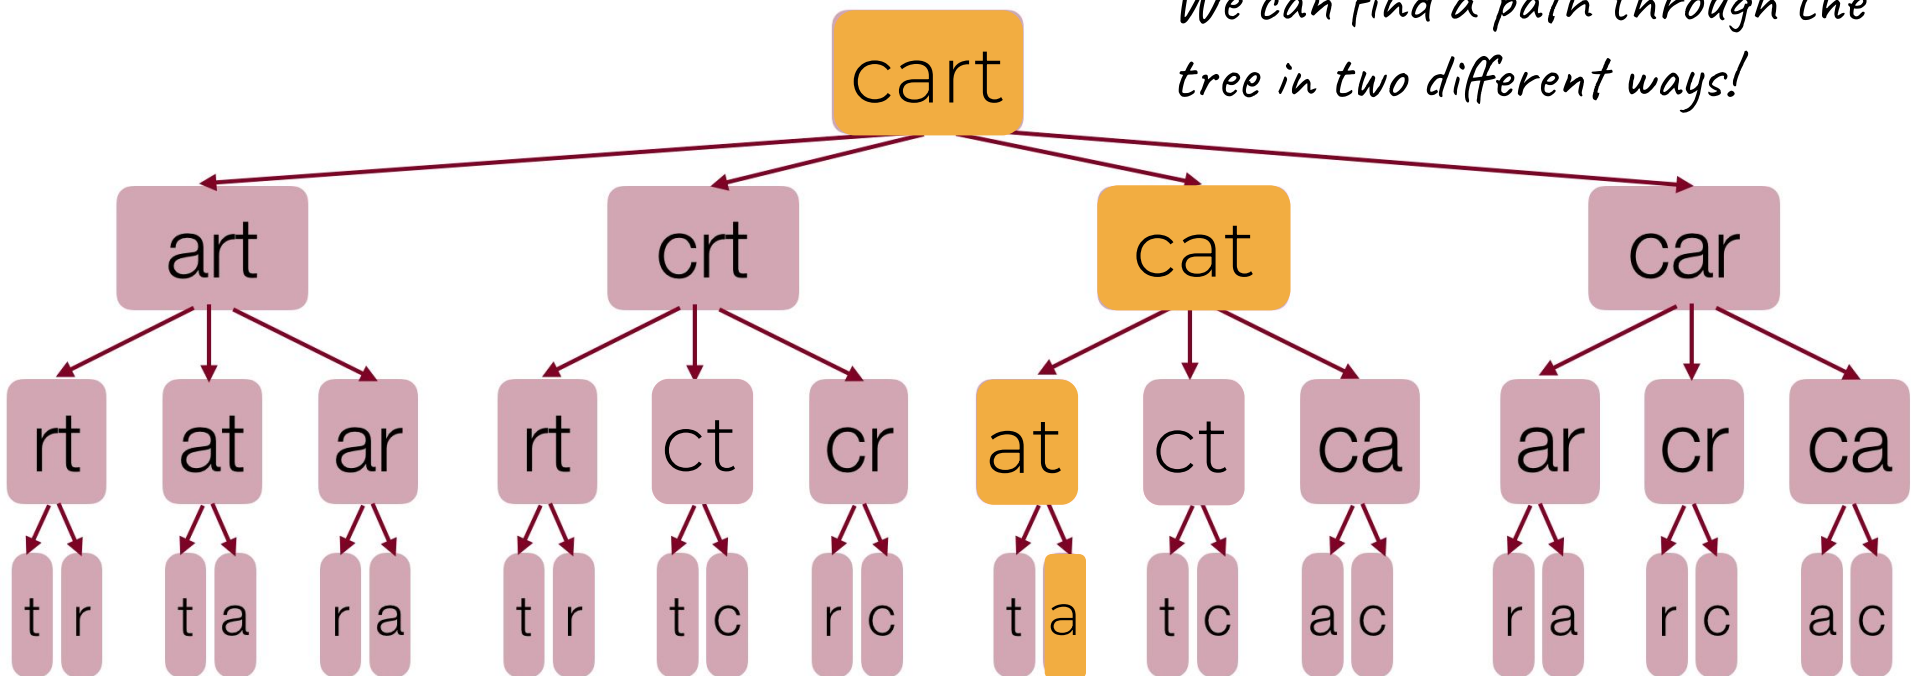 We can find a path through the
tree in two different ways!
cart
art crt cat car
rt at ar rt ct cr at ct ca ar cr ca
t r t a r a t r t c r c t a t c a c r a r c a c